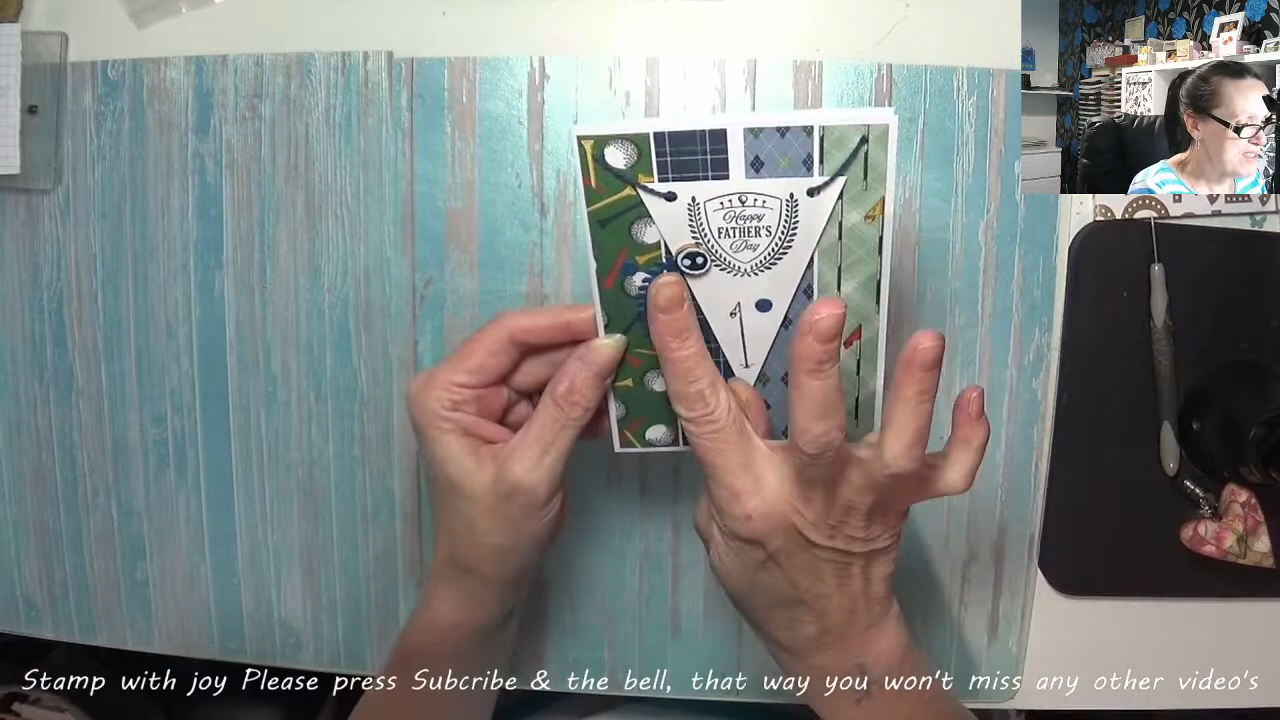 Happy
FATHER'S
Day
Stamp with joy Please press Subcribe & the bell, that way you won't miss any other video's